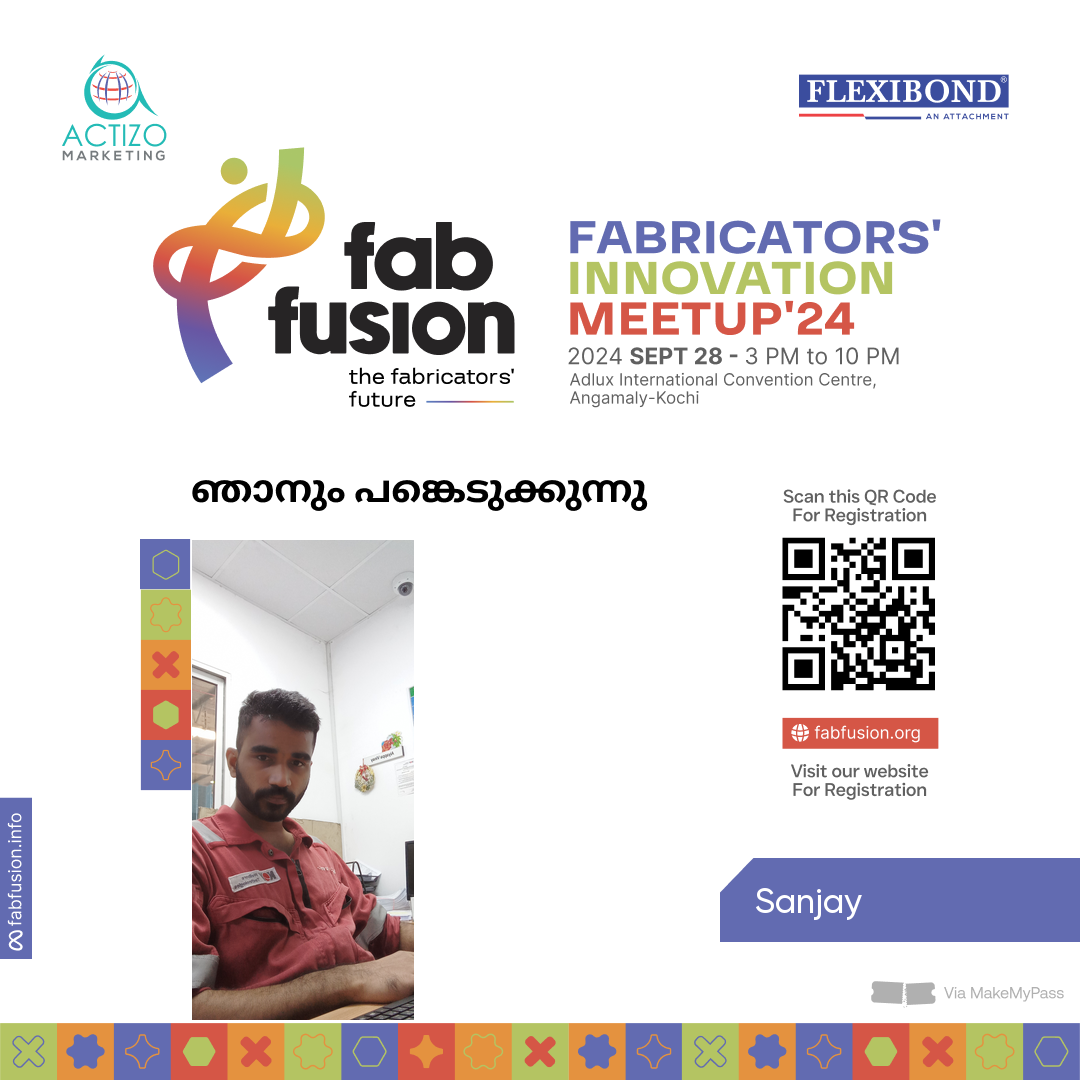 ACTIZO
MARKETING
FLEXIBOND®
AN ATTACHMENT
fab
fusion
the fabricators'
future
FABRICATORS'
INNOVATION
MEETUP'24
2024 SEPT 28 - 3 PM to 10 PM
Adlux International Convention Centre,
Angamaly-Kochi
ഞാനും പങ്കെടുക്കുന്നു
Scan this QR Code
For Registration
fabfusion.org
Visit our website
For Registration
fabfusion.info
Sanjay
Via MakeMyPass